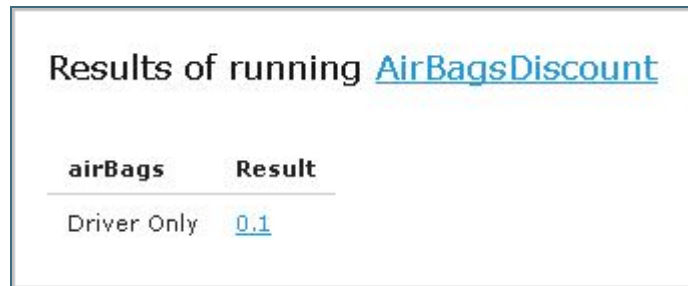 Results of running AirBagsDiscount
airBags Result
Driver Only 0.1